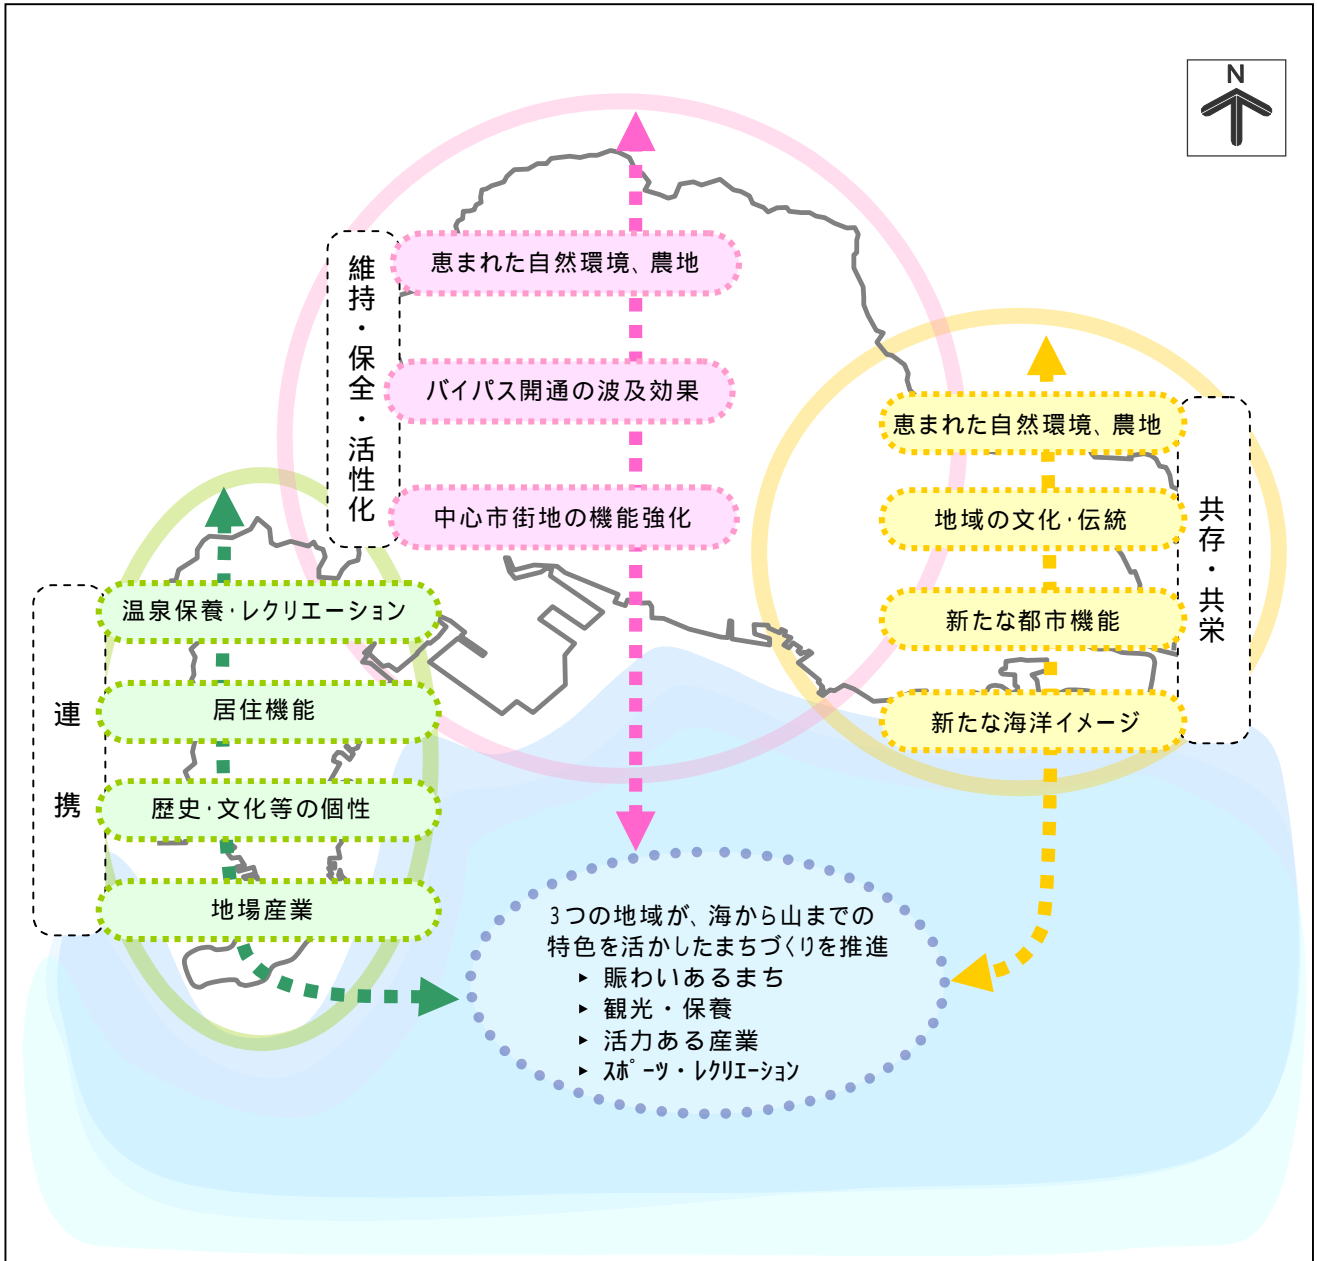 N
維持・保全・活性化
恵まれた自然環境、農地
バイパス開通の波及効果
中心市街地の機能強化
恵まれた自然環境、農地
地域の文化・伝統
新たな都市機能
新たな海洋イメージ
共存・共栄
連携
温泉保養・レクリエーション
居住機能
歴史・文化等の個性
地場産業
3つの地域が、海から山までの
特色を活かしたまちづくりを推進
▸ 賑わいあるまち
▸ 観光・保養
▸ 活力ある産業
▸ ｽﾎﾟｰﾂ・ﾚｸﾘｴｰｼｮﾝ